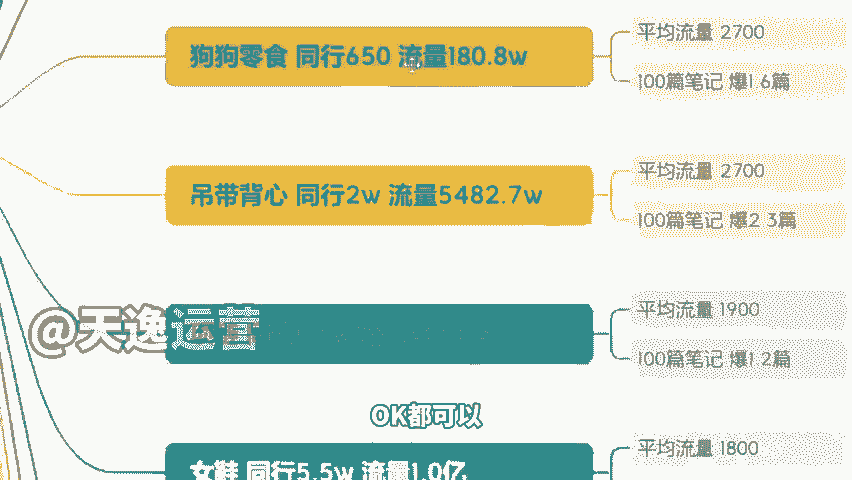 狗狗零食 同行650 流量180.8w
平均流量 2700
100篇笔记 爆1.6篇
吊带背心 同行2w 流量5482.7w
平均流量 2700
100篇笔记 爆2.3篇
@天逸运营
平均流量 1900
100篇笔记 爆1.2篇
OK都可以
女鞋 同行5.5w 流量1.0亿
平均流量 1800